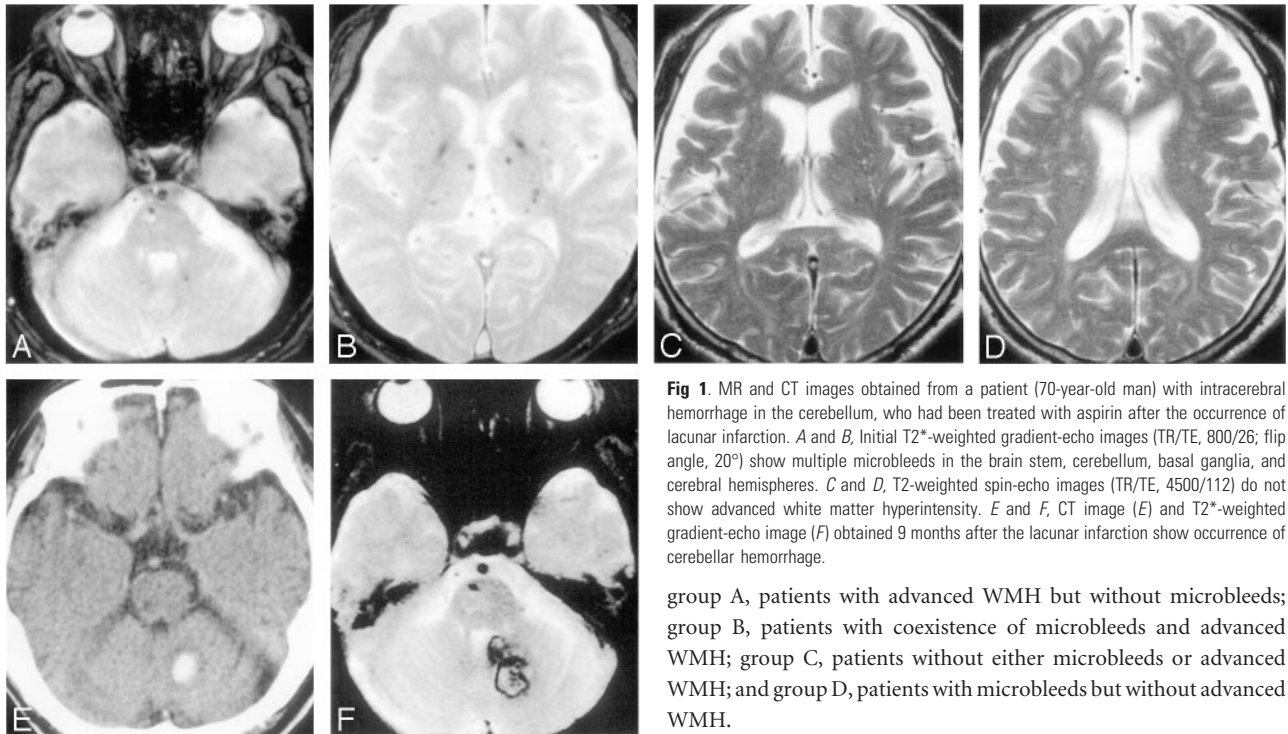 A
B
C
D
E
F
Fig 1. MR and CT images obtained from a patient (70-year-old man) with intracerebral
hemorrhage in the cerebellum, who had been treated with aspirin after the occurrence of
lacunar infarction. A and B, Initial T2*-weighted gradient-echo images (TR/TE, 800/26; flip
angle, 20°) show multiple microbleeds in the brain stem, cerebellum, basal ganglia, and
cerebral hemispheres. C and D, T2-weighted spin-echo images (TR/TE, 4500/112) do not
show advanced white matter hyperintensity. E and F, CT image (E) and T2*-weighted
gradient-echo image (F) obtained 9 months after the lacunar infarction show occurrence of
cerebellar hemorrhage.
group A, patients with advanced WMH but without microbleeds;
group B, patients with coexistence of microbleeds and advanced
WMH; group C, patients without either microbleeds or advanced
WMH; and group D, patients with microbleeds but without advanced
WMH.